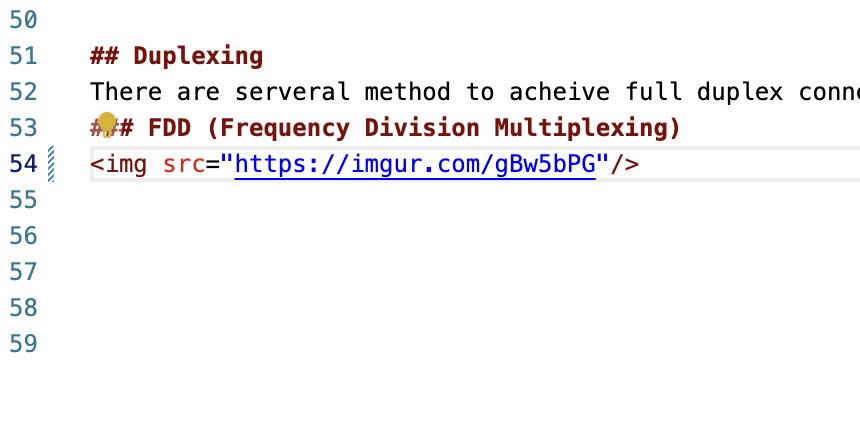 50
51 ## Duplexing
52 There are serveral method to acheive full duplex conne
53 ### FDD (Frequency Division Multiplexing)
54 <img src="https://imgur.com/gBw5bPG"/>
55
56
57
58
59